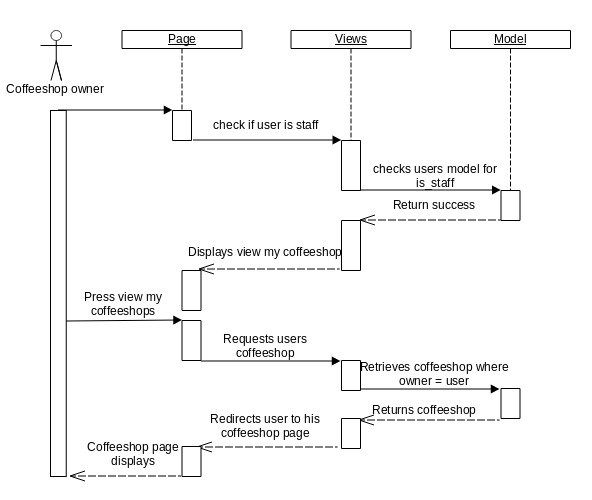 Page
Views
Model
Coffeeshop owner
check if user is staff
checks users model for
is_staff
Return success
Displays view my coffeeshop
Press view my
coffeeshops
Requests users
coffeeshop
Retrieves coffeeshop where
owner = user
Returns coffeeshop
Redirects user to his
coffeeshop page
Coffeeshop page
displays